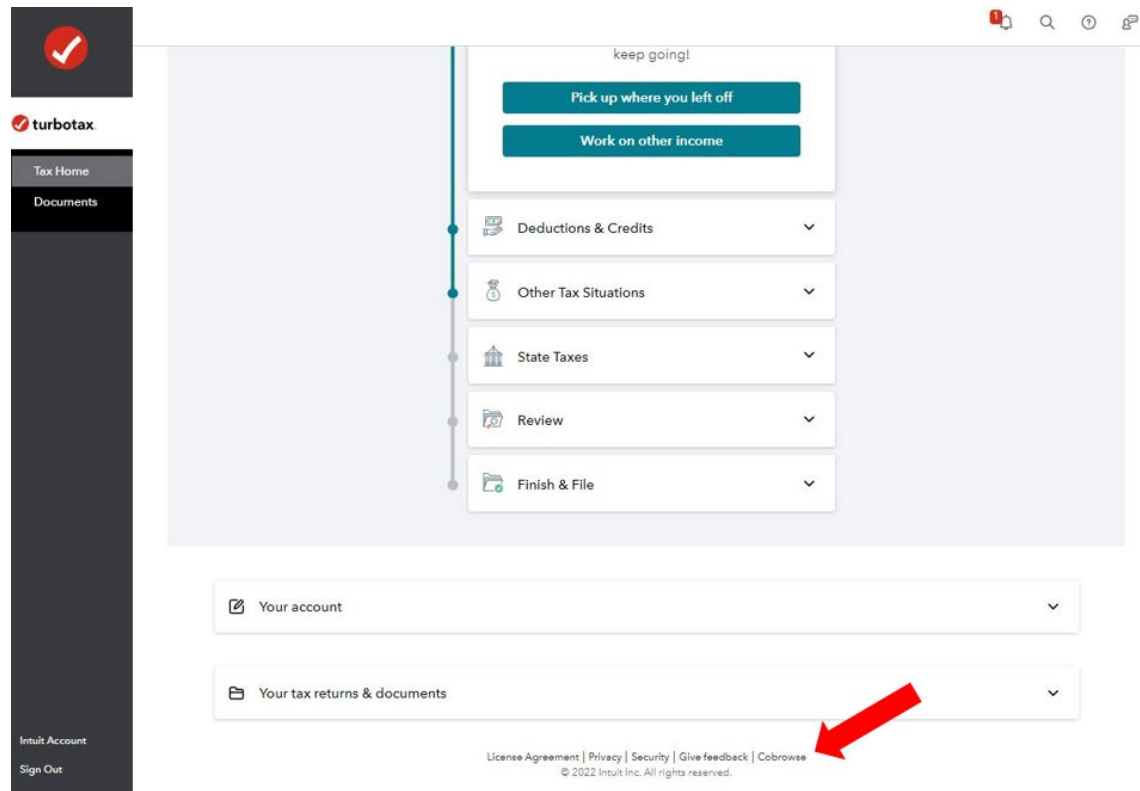 1
turbotax
Tax Home
Documents
Intuit Account
Sign Out
keep going!
Pick up where you left off
Work on other income
Deductions & Credits
Other Tax Situations
State Taxes
Review
Finish & File
Your account
Your tax returns & documents
License Agreement | Privacy | Security | Give feedback | Cobrowse
© 2022 Intuit Inc. All rights reserved.